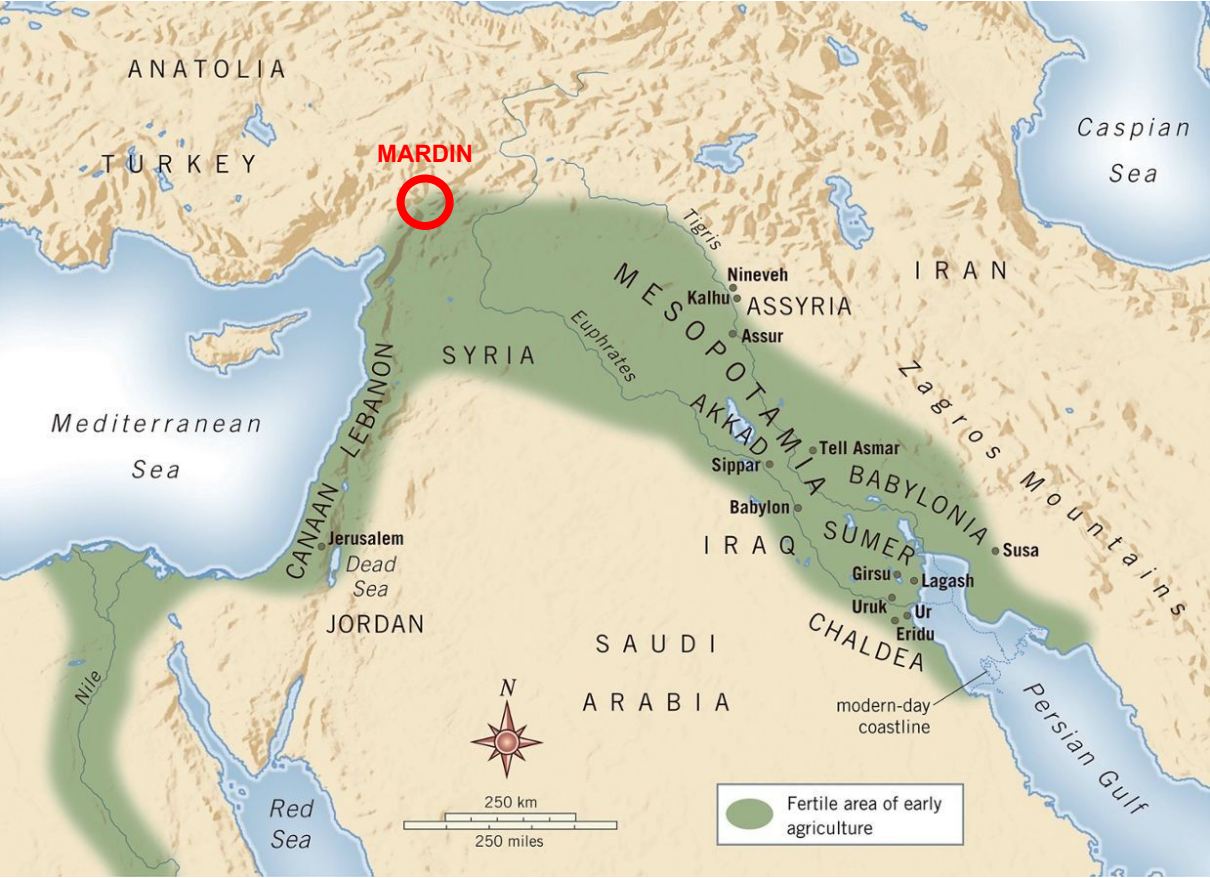 ANATOLIA
TURKEY
MARDIN
Caspian
Sea
Tigris
Nineveh
Kalhu
ASSYRIA
IRAN
MESOPOTAMIA
Assur
Euphrates
SYRIA
Zagros Mountains
Mediterranean
Sea
LEBANON
AKKAD
Tell Asmar
Sippar
BABYLONIA
Babylon
CANAAN
Jerusalem
IRAQ
SUMER
Susa
Dead
Sea
Girsu
Lagash
Uruk
Ur
Eridu
JORDAN
CHALDEA
SAUDI
ARABIA
Nile
N
modern-day
coastline
Persian Gulf
Red
Sea
250 km
250 miles
Fertile area of early
agriculture